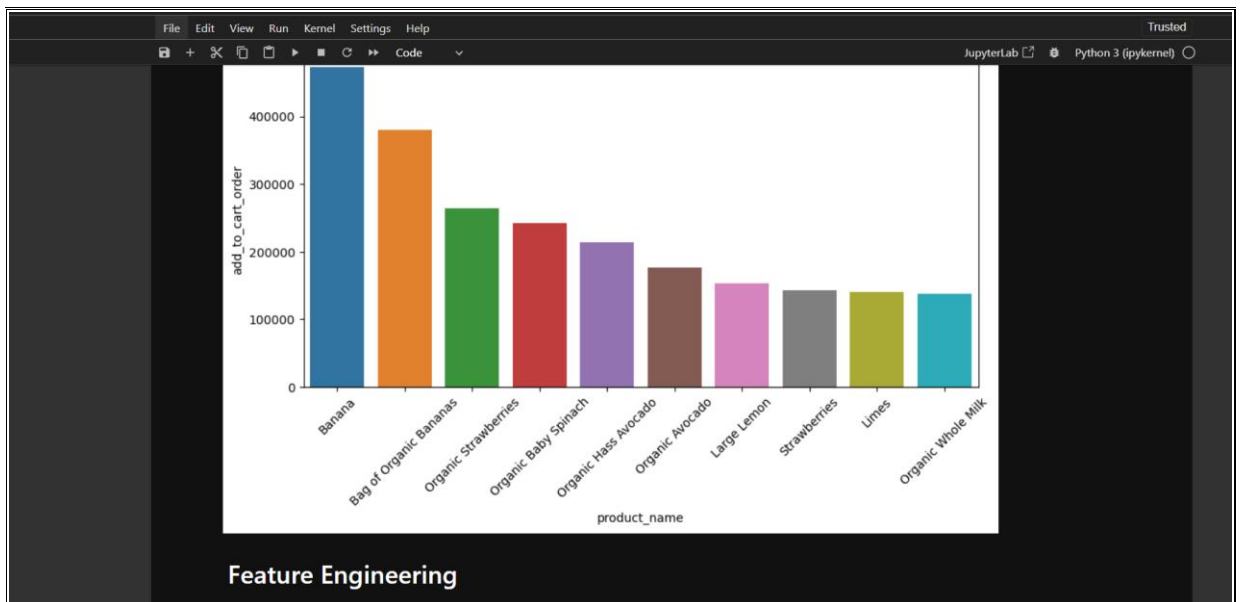 File Edit View Run Kernel Settings Help Trusted
Code JupyterLab Python 3 (ipykernel)
400000
300000
200000
100000
0
add_to_cart_order
Banana
Bag of Organic Bananas
Organic Strawberries
Organic Baby Spinach
Organic Hass Avocado
Organic Avocado
Large Lemon
Strawberries
Limes
Organic Whole Milk
product_name
Feature Engineering